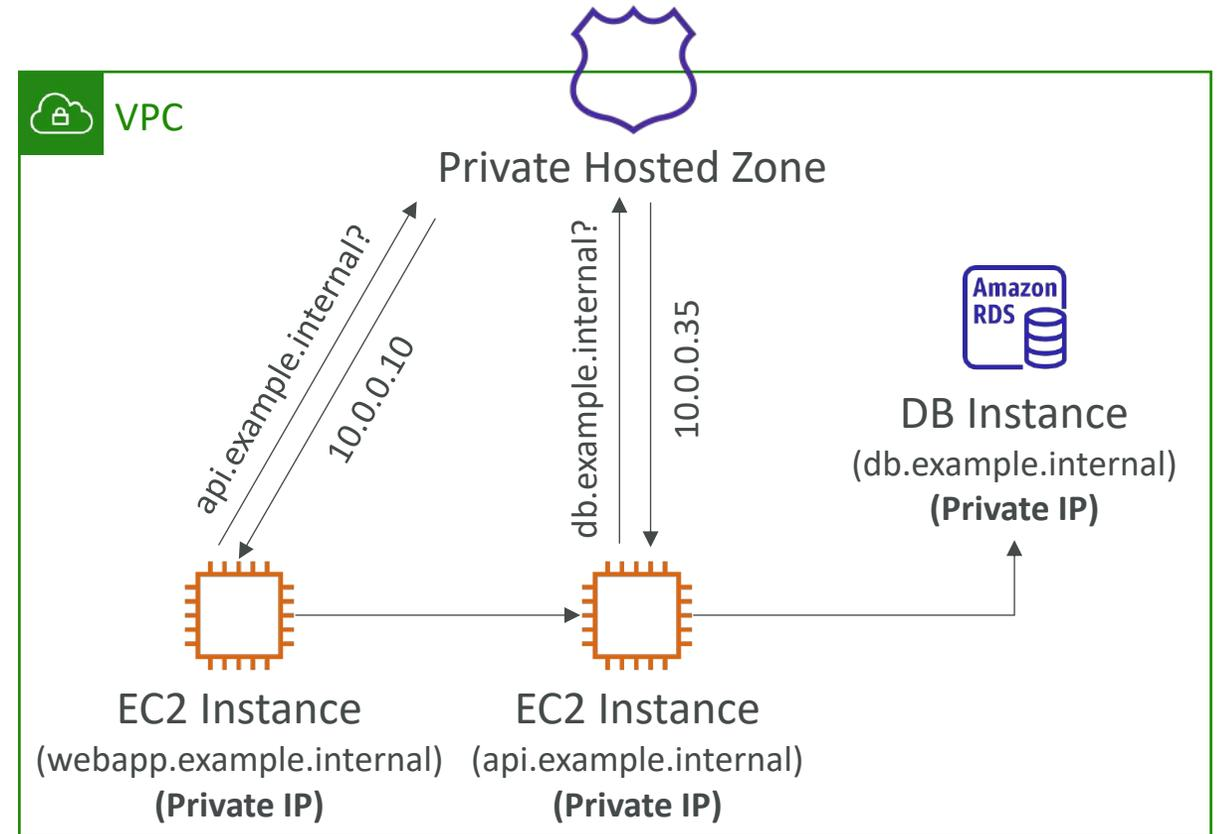 VPC
Private Hosted Zone
api.example.internal?
10.0.0.10
db.example.internal?
10.0.0.35
Amazon
RDS
DB Instance
(db.example.internal)
(Private IP)
EC2 Instance
(webapp.example.internal)
(Private IP)
EC2 Instance
(api.example.internal)
(Private IP)